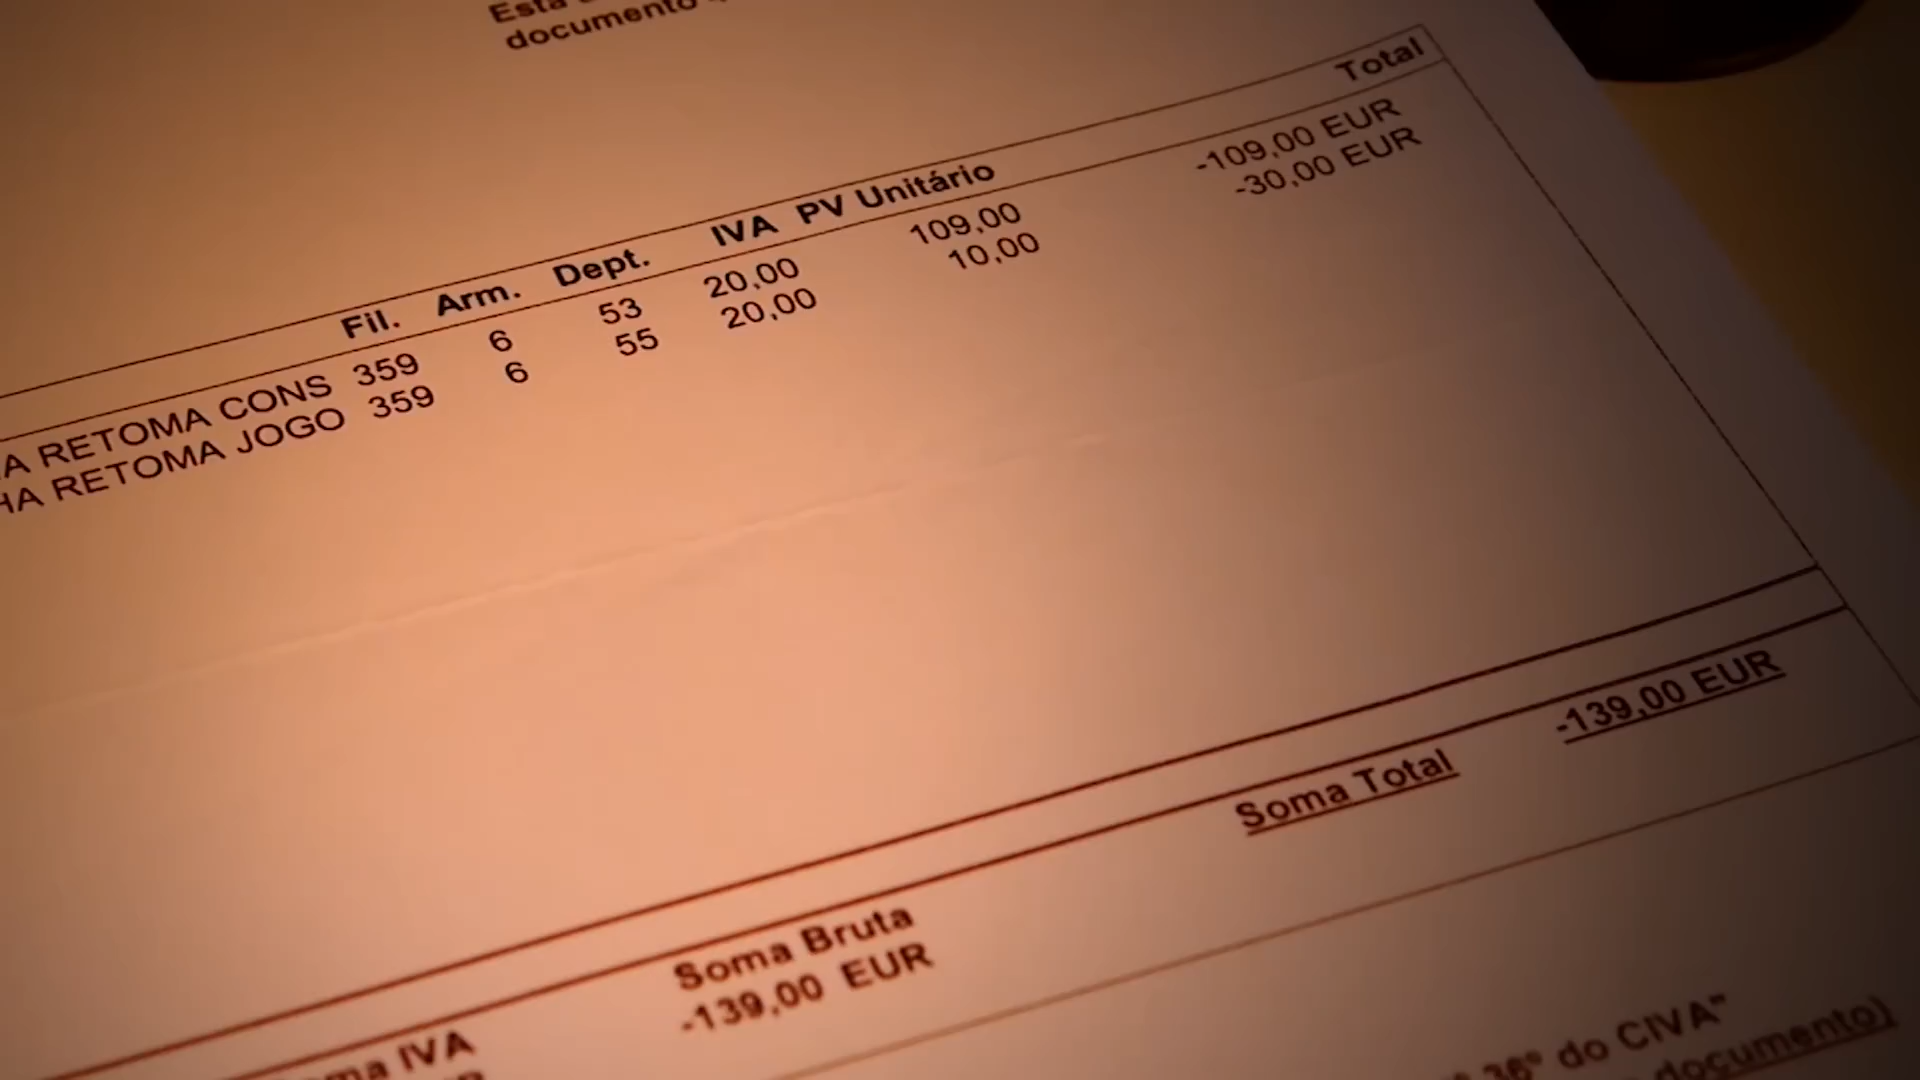 Esta
documento
Fil. Arm. Dept. IVA PV Unitário Total
A RETOMA CONS 359 6 53 20,00 109,00 -109,00 EUR
HA RETOMA JOGO 359 6 55 20,00 10,00 -30,00 EUR
Soma Total -139,00 EUR
IVA Soma Bruta
-139,00 EUR
36º do CIVA"
documento)